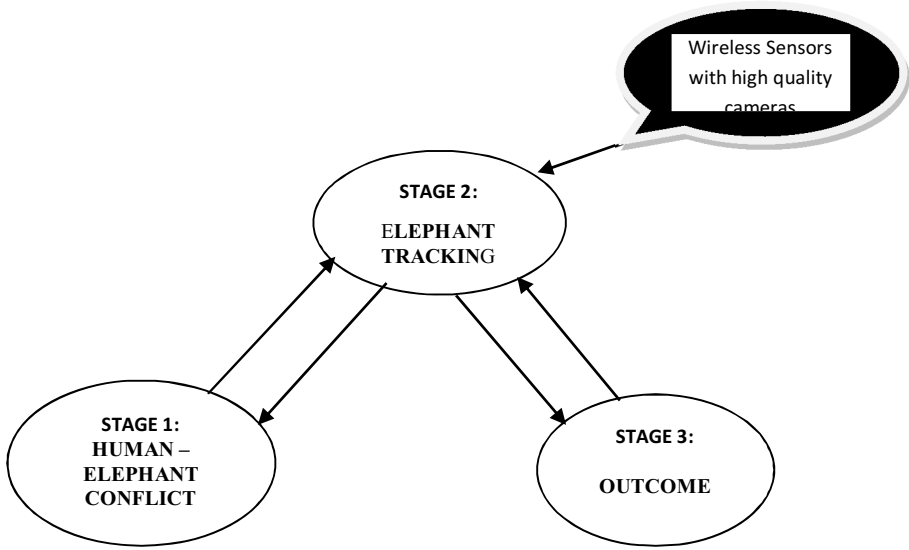 Wireless Sensors
with high quality
cameras
STAGE 2:
ELEPHANT
TRACKING
STAGE 1:
HUMAN –
ELEPHANT
CONFLICT
STAGE 3:
OUTCOME